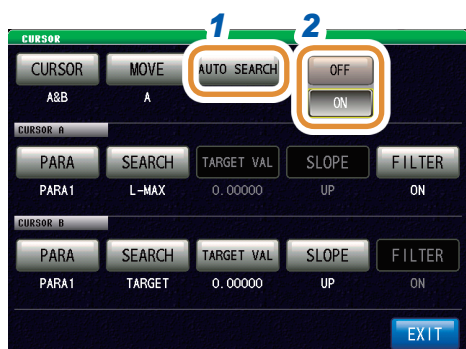 1 2
CURSOR
CURSOR MOVE AUTO SEARCH OFF
ON
A&B A
CURSOR A
PARA SEARCH TARGET VAL SLOPE FILTER
PARA1 L-MAX 0.00000 UP ON
CURSOR B
PARA SEARCH TARGET VAL SLOPE FILTER
PARA1 TARGET 0.00000 UP ON
EXIT